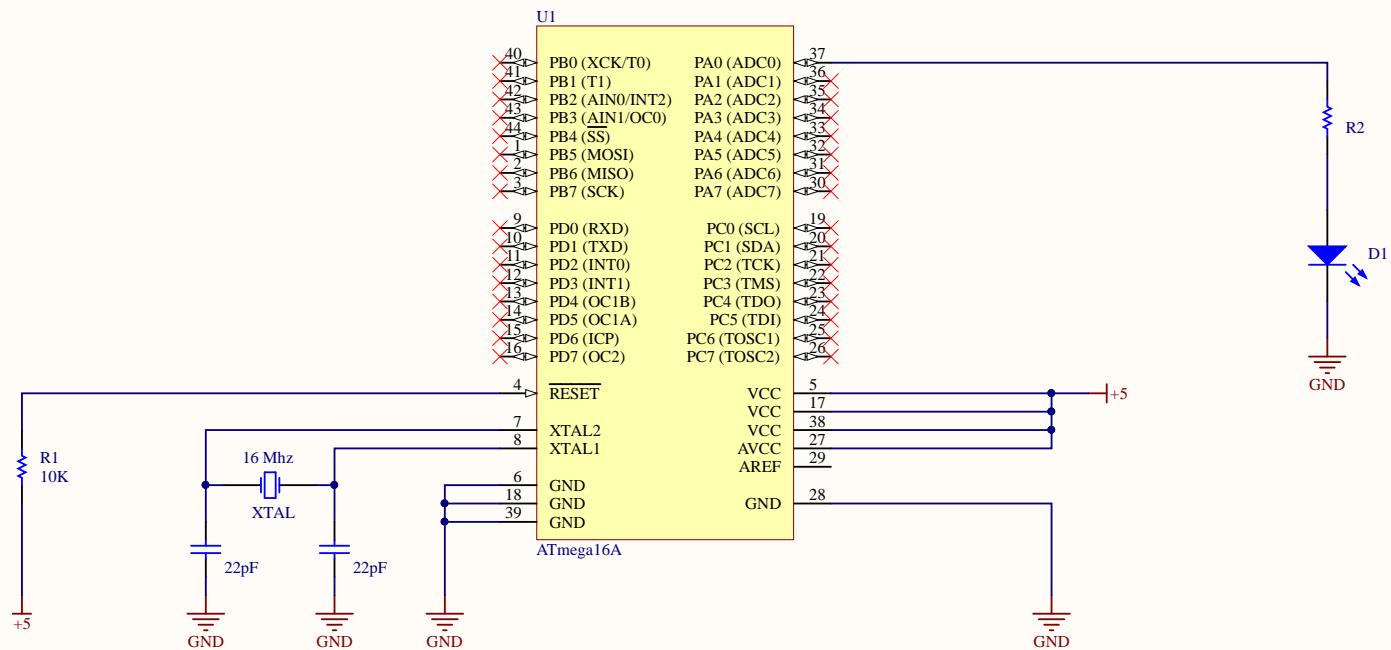 U1
40 PB0 (XCK/T0) PA0 (ADC0) 37
41 PB1 (T1) PA1 (ADC1) 36
42 PB2 (AIN0/INT2) PA2 (ADC2) 35
43 PB3 (AIN1/OC0) PA3 (ADC3) 34
44 PB4 (SS) PA4 (ADC4) 33
1 PB5 (MOSI) PA5 (ADC5) 32
2 PB6 (MISO) PA6 (ADC6) 31
3 PB7 (SCK) PA7 (ADC7) 30
R2
9 PD0 (RXD) PC0 (SCL) 19
10 PD1 (TXD) PC1 (SDA) 20
11 PD2 (INT0) PC2 (TCK) 21
12 PD3 (INT1) PC3 (TMS) 22
13 PD4 (OC1B) PC4 (TDO) 23
14 PD5 (OC1A) PC5 (TDI) 24
15 PD6 (ICP) PC6 (TOSC1) 25
16 PD7 (OC2) PC7 (TOSC2) 26
D1
GND
4 RESET VCC 5
+5
VCC 17
7 XTAL2 VCC 38
8 XTAL1 AVCC 27
AREF 29
R1
10K
16 Mhz
XTAL
6 GND
18 GND GND 28
39 GND
ATmega16A
22pF
22pF
+5
GND
GND
GND
GND